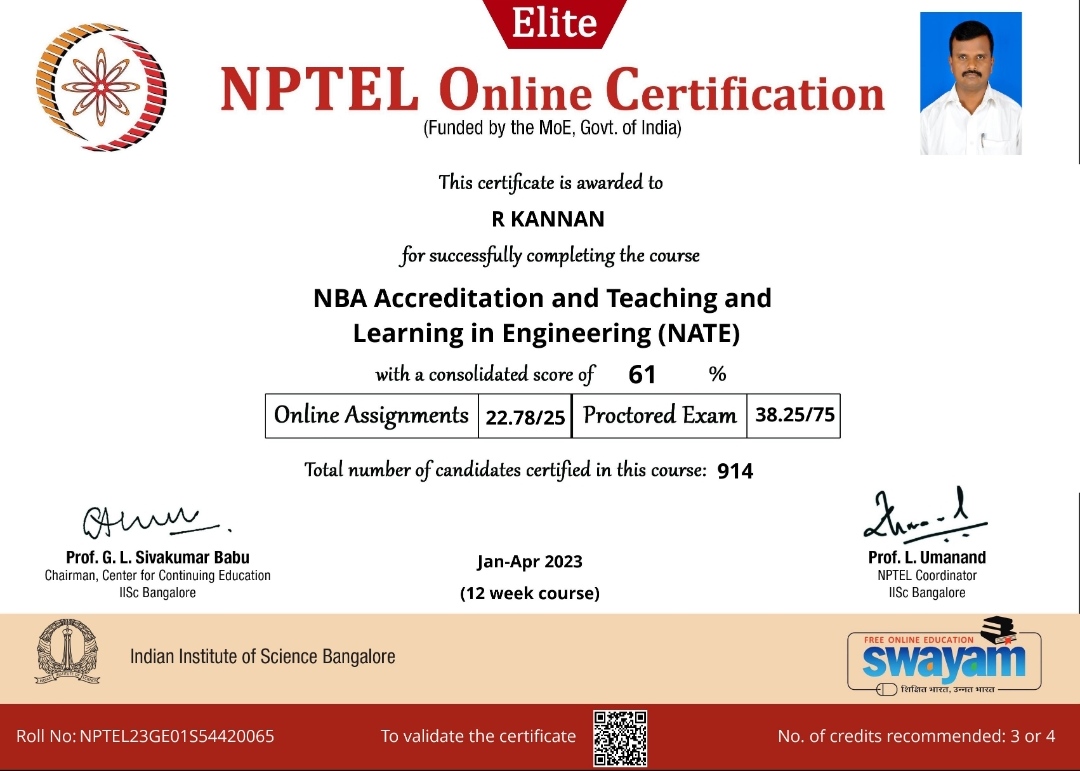 Elite
NPTEL Online Certification
(Funded by the MoE, Govt. of India)
This certificate is awarded to
R KANNAN
for successfully completing the course
NBA Accreditation and Teaching and
Learning in Engineering (NATE)
with a consolidated score of 61 %
Online Assignments 22.78/25 Proctored Exam 38.25/75
Total number of candidates certified in this course: 914
Prof. G. L. Sivakumar Babu
Chairman, Center for Continuing Education
IISc Bangalore
Jan-Apr 2023
(12 week course)
Prof. L. Umanand
NPTEL Coordinator
IISc Bangalore
Indian Institute of Science Bangalore
FREE ONLINE EDUCATION
swayam
शिक्षित भारत, उन्नत भारत
Roll No: NPTEL23GE01S54420065
To validate the certificate
No. of credits recommended: 3 or 4